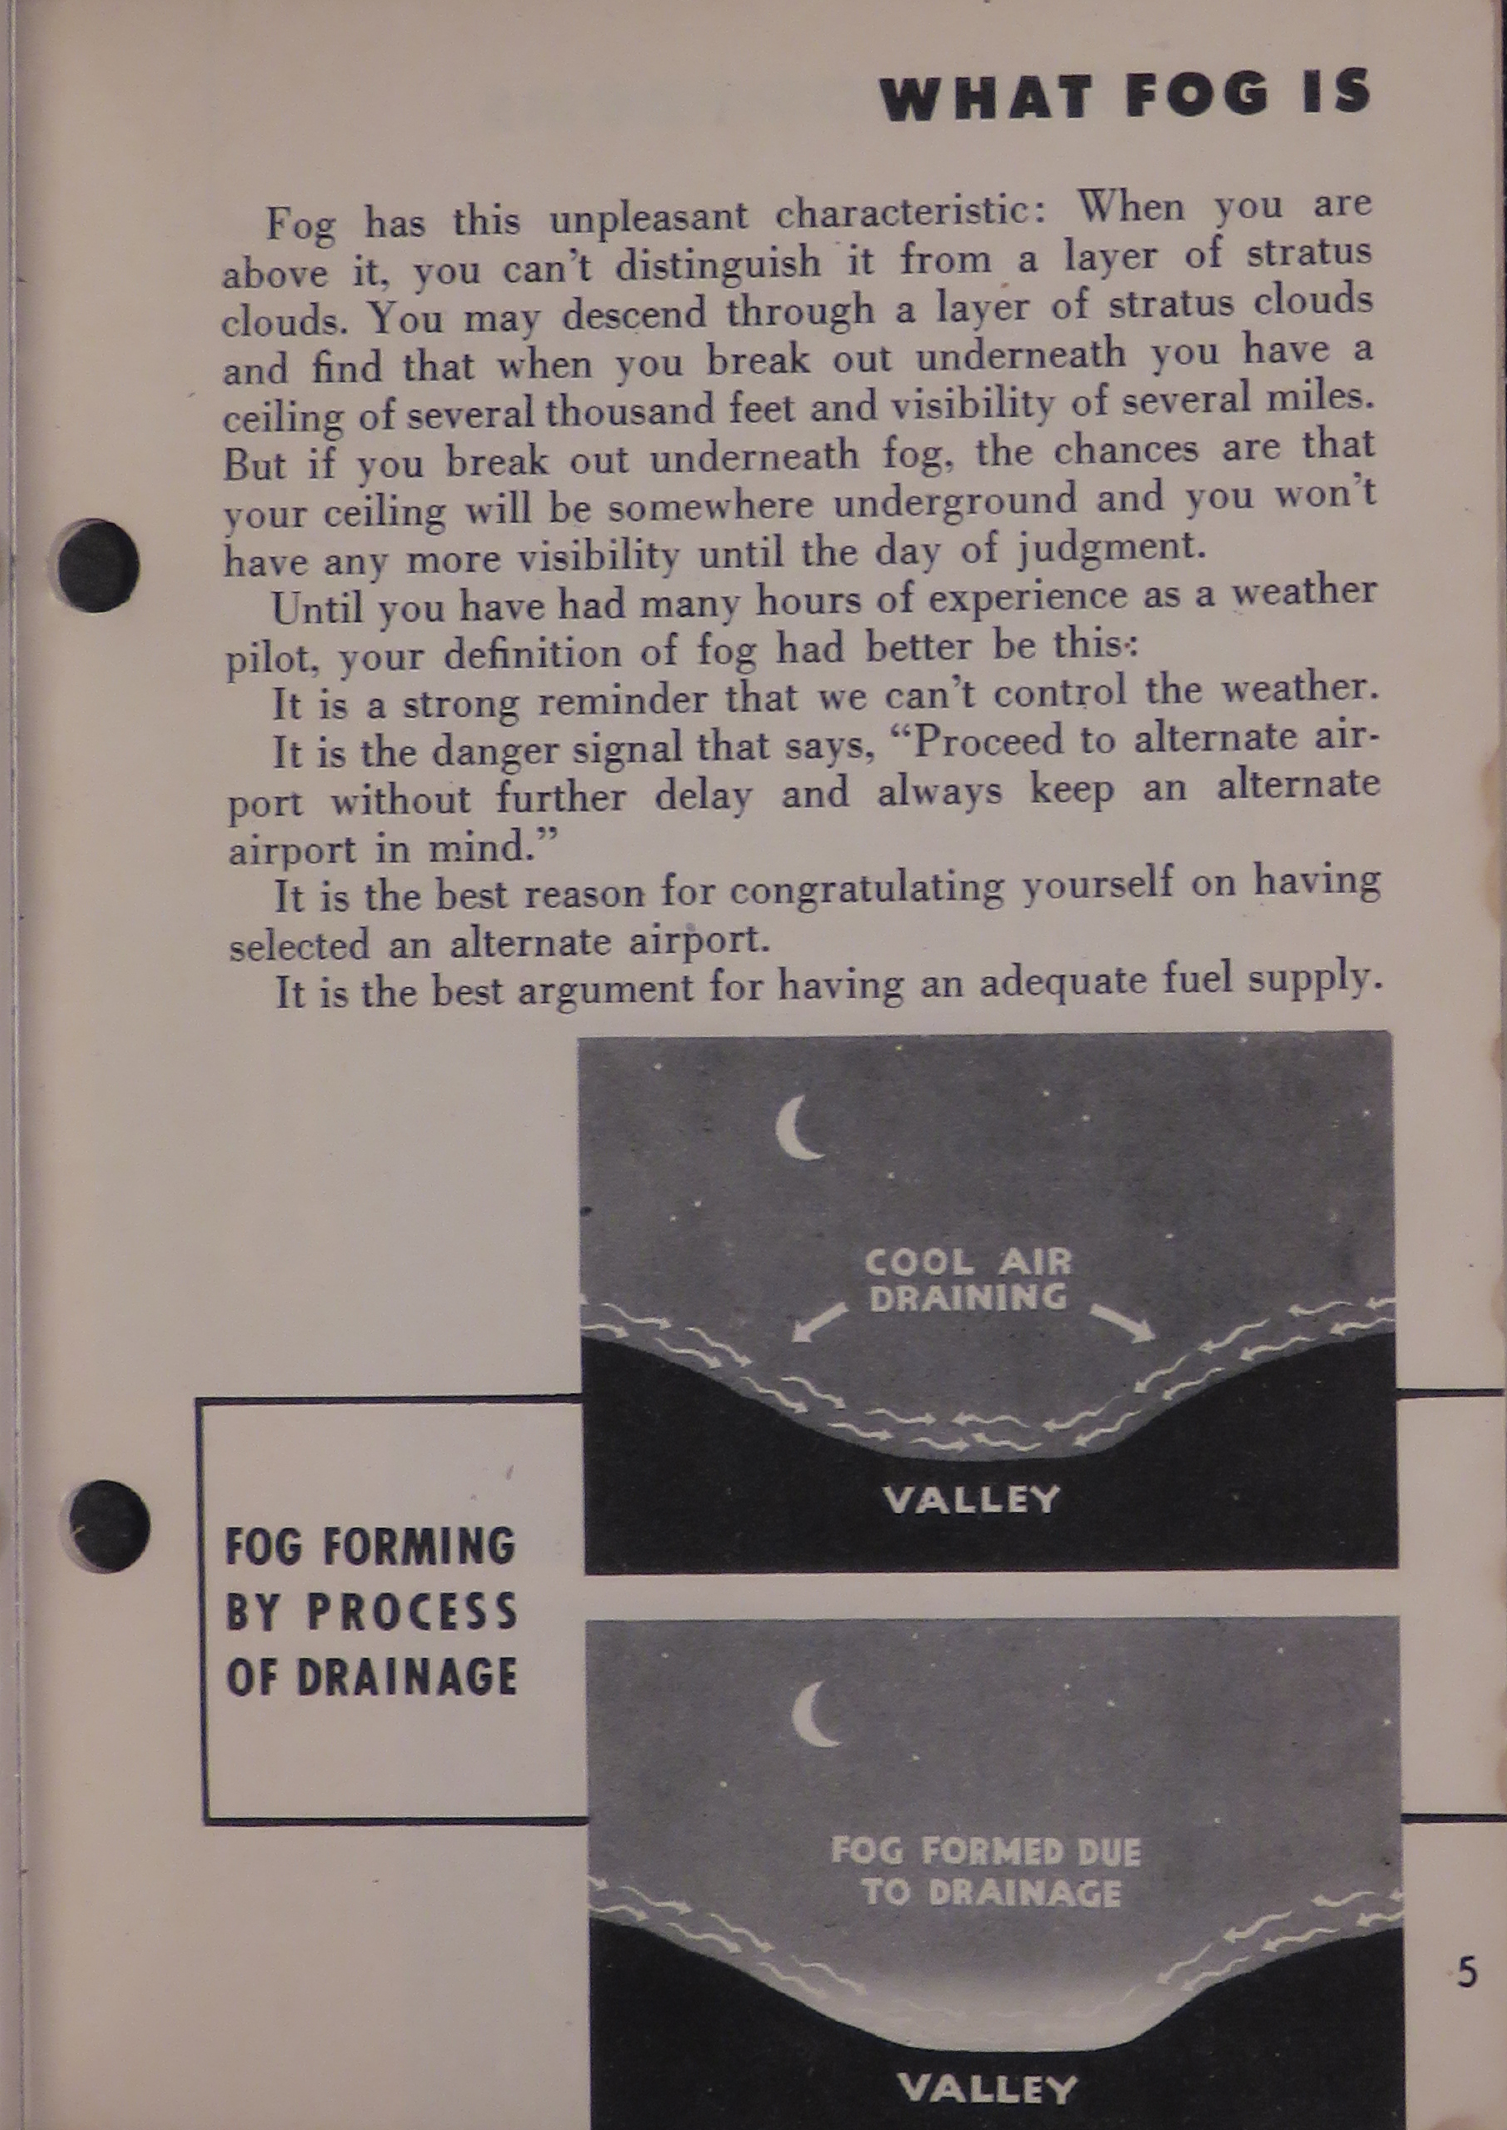 WHAT FOG IS
Fog has this unpleasant characteristic: When you are
above it, you can't distinguish it from a layer of stratus
clouds. You may descend through a layer of stratus clouds
and find that when you break out underneath you have a
ceiling of several thousand feet and visibility of several miles.
But if you break out underneath fog, the chances are that
your ceiling will be somewhere underground and you won't
have any more visibility until the day of judgment.
Until you have had many hours of experience as a weather
pilot, your definition of fog had better be this:
It is a strong reminder that we can't control the weather.
It is the danger signal that says, “Proceed to alternate air-
port without further delay and always keep an alternate
airport in mind.”
It is the best reason for congratulating yourself on having
selected an alternate airport.
It is the best argument for having an adequate fuel supply.
COOL AIR
DRAINING
VALLEY
FOG FORMING
BY PROCESS
OF DRAINAGE
FOG FORMED DUE
TO DRAINAGE
VALLEY
5